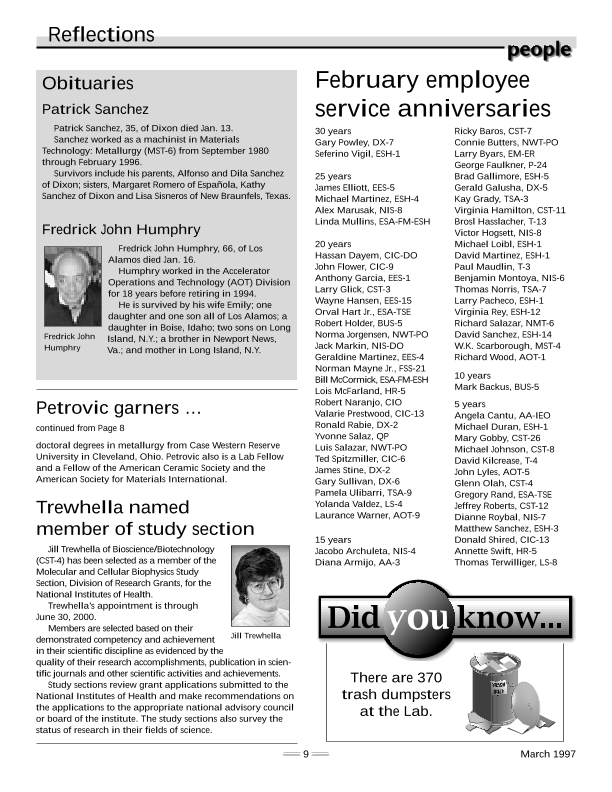 Reflections
people
Obituaries
Patrick Sanchez
Patrick Sanchez, 35, of Dixon died Jan. 13.
Sanchez worked as a machinist in Materials
Technology: Metallurgy (MST-6) from September 1980
through February 1996.
Survivors include his parents, Alfonso and Dila Sanchez
of Dixon; sisters, Margaret Romero of Española, Kathy
Sanchez of Dixon and Lisa Sisneros of New Braunfels, Texas.
Fredrick John Humphry
Fredrick John Humphry, 66, of Los
Alamos died Jan. 16.
Humphry worked in the Accelerator
Operations and Technology (AOT) Division
for 18 years before retiring in 1994.
He is survived by his wife Emily; one
daughter and one son all of Los Alamos; a
daughter in Boise, Idaho; two sons on Long
Island, N.Y.; a brother in Newport News,
Va.; and mother in Long Island, N.Y.
Fredrick John
Humphry
Petrovic garners ...
continued from Page 8
doctoral degrees in metallurgy from Case Western Reserve
University in Cleveland, Ohio. Petrovic also is a Lab Fellow
and a Fellow of the American Ceramic Society and the
American Society for Materials International.
Trewhella named
member of study section
Jill Trewhella of Bioscience/Biotechnology
(CST-4) has been selected as a member of the
Molecular and Cellular Biophysics Study
Section, Division of Research Grants, for the
National Institutes of Health.
Trewhella's appointment is through
June 30, 2000.
Members are selected based on their
demonstrated competency and achievement
in their scientific discipline as evidenced by the
quality of their research accomplishments, publication in scien-
tific journals and other scientific activities and achievements.
Study sections review grant applications submitted to the
National Institutes of Health and make recommendations on
the applications to the appropriate national advisory council
or board of the institute. The study sections also survey the
status of research in their fields of science.
Jill Trewhella
February employee
service anniversaries
30 years
Gary Powley, DX-7
Seferino Vigil, ESH-1
25 years
James Elliott, EES-5
Michael Martinez, ESH-4
Alex Marusak, NIS-8
Linda Mullins, ESA-FM-ESH
20 years
Hassan Dayem, CIC-DO
John Flower, CIC-9
Anthony Garcia, EES-1
Larry Glick, CST-3
Wayne Hansen, EES-15
Orval Hart Jr., ESA-TSE
Robert Holder, BUS-5
Norma Jorgensen, NWT-PO
Jack Markin, NIS-DO
Geraldine Martinez, EES-4
Norman Mayne Jr., FSS-21
Bill McCormick, ESA-FM-ESH
Lois McFarland, HR-5
Robert Naranjo, CIO
Valarie Prestwood, CIC-13
Ronald Rabie, DX-2
Yvonne Salaz, QP
Luis Salazar, NWT-PO
Ted Spitzmiller, CIC-6
James Stine, DX-2
Gary Sullivan, DX-6
Pamela Ulibarri, TSA-9
Yolanda Valdez, LS-4
Laurance Warner, AOT-9
15 years
Jacobo Archuleta, NIS-4
Diana Armijo, AA-3
Ricky Baros, CST-7
Connie Butters, NWT-PO
Larry Byars, EM-ER
George Faulkner, P-24
Brad Gallimore, ESH-5
Gerald Galusha, DX-5
Kay Grady, TSA-3
Virginia Hamilton, CST-11
Brosl Hasslacher, T-13
Victor Hogsett, NIS-8
Michael Loibl, ESH-1
David Martinez, ESH-1
Paul Maudlin, T-3
Benjamin Montoya, NIS-6
Thomas Norris, TSA-7
Larry Pacheco, ESH-1
Virginia Rey, ESH-12
Richard Salazar, NMT-6
David Sanchez, ESH-14
W.K. Scarborough, MST-4
Richard Wood, AOT-1
10 years
Mark Backus, BUS-5
5 years
Angela Cantu, AA-IEO
Michael Duran, ESH-1
Mary Gobby, CST-26
Michael Johnson, CST-8
David Kilcrease, T-4
John Lyles, AOT-5
Glenn Olah, CST-4
Gregory Rand, ESA-TSE
Jeffrey Roberts, CST-12
Dianne Roybal, NIS-7
Matthew Sanchez, ESH-3
Donald Shired, CIC-13
Annette Swift, HR-5
Thomas Terwilliger, LS-8
Did you know...
There are 370
trash dumpsters
at the Lab.
9
March 1997